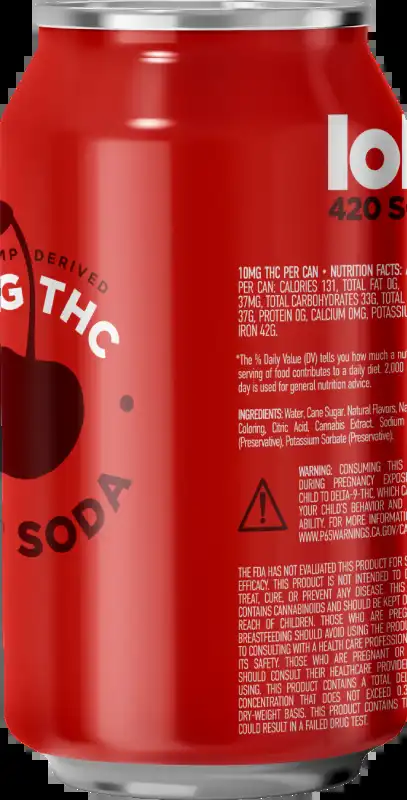 MP DERIVED
G THC
SODA
lol
420 S
10MG THC PER CAN • NUTRITION FACTS:
PER CAN: CALORIES 131, TOTAL FAT 0G,
37MG, TOTAL CARBOHYDRATES 33G, TOTAL
37G, PROTEIN 0G, CALCIUM 0MG, POTASSIU
IRON 42G.
*The % Daily Value (DV) tells you how much a nu
serving of food contributes to a daily diet. 2,000
day is used for general nutrition advice.
INGREDIENTS: Water, Cane Sugar, Natural Flavors, Na
Coloring, Citric Acid, Cannabis Extract, Sodium
(Preservative), Potassium Sorbate (Preservative).
WARNING: CONSUMING THIS
DURING PREGNANCY EXPOS
CHILD TO DELTA-9-THC, WHICH CA
YOUR CHILD'S BEHAVIOR AND
ABILITY. FOR MORE INFORMATI
WWW.P65WARNINGS.CA.GOV/CA
THE FDA HAS NOT EVALUATED THIS PRODUCT FOR S
EFFICACY. THIS PRODUCT IS NOT INTENDED TO
TREAT, CURE, OR PREVENT ANY DISEASE. THIS
CONTAINS CANNABINOIDS AND SHOULD BE KEPT O
REACH OF CHILDREN. THOSE WHO ARE PREG
BREASTFEEDING SHOULD AVOID USING THE PRODU
TO CONSULTING WITH A HEALTH CARE PROFESSION
ITS SAFETY. THOSE WHO ARE PREGNANT OR
SHOULD CONSULT THEIR HEALTHCARE PROVIDE
USING. THIS PRODUCT CONTAINS A TOTAL DEL
CONCENTRATION THAT DOES NOT EXCEED 0.3
DRY-WEIGHT BASIS. THIS PRODUCT CONTAINS T
COULD RESULT IN A FAILED DRUG TEST.